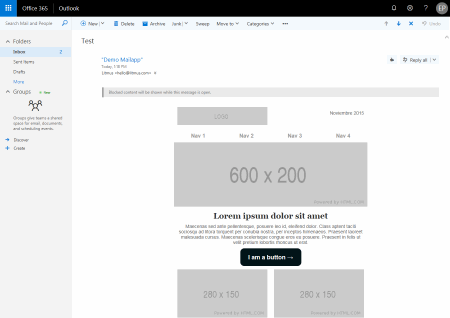 Office 365 Outlook EP
Search Mail and People
New Delete Archive Junk Sweep Move to Categories ••• Undo
Folders
Inbox 2
Sent Items
Drafts
More
Groups New
Groups give teams a shared
space for email, documents,
and scheduling events.
Discover
Create
Test
"Demo Mailapp"
Today, 1:18 PM
Litmus <hello@litmus.com>
Reply all
Blocked content will be shown while this message is open.
LOGO
Novembre 2015
Nav 1 Nav 2 Nav 3 Nav 4
600 x 200
Powered by HTML.COM
Lorem ipsum dolor sit amet
Maecenas sed ante pellentesque, posuere leo id, eleifend dolor. Class aptent taciti
sociosqu ad litora torquent per conubia nostra, per inceptos himenaeos. Praesent laoreet
malesuada cursus. Maecenas scelerisque congue eros eu posuere. Praesent in felis ut
velit pretium lobortis rhoncus ut erat.
I am a button →
280 x 150 280 x 150
Powered by HTML.COM Powered by HTML.COM